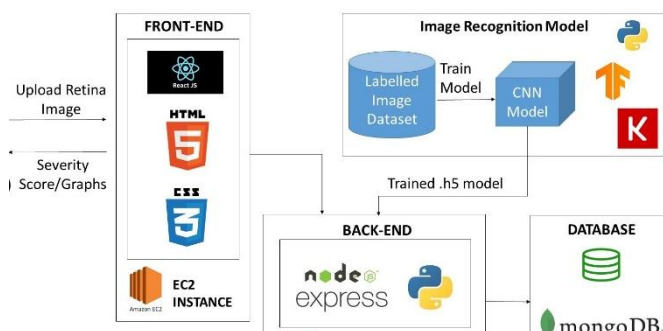 FRONT-END
React JS
Upload Retina
Image
HTML
5
Severity
Score/Graphs
CSS
3
Amazon EC2
EC2
INSTANCE
Image Recognition Model
Labelled
Image
Dataset
Train
Model
CNN
Model
K
Trained .h5 model
BACK-END
node
JS
express
DATABASE
mongoDB.